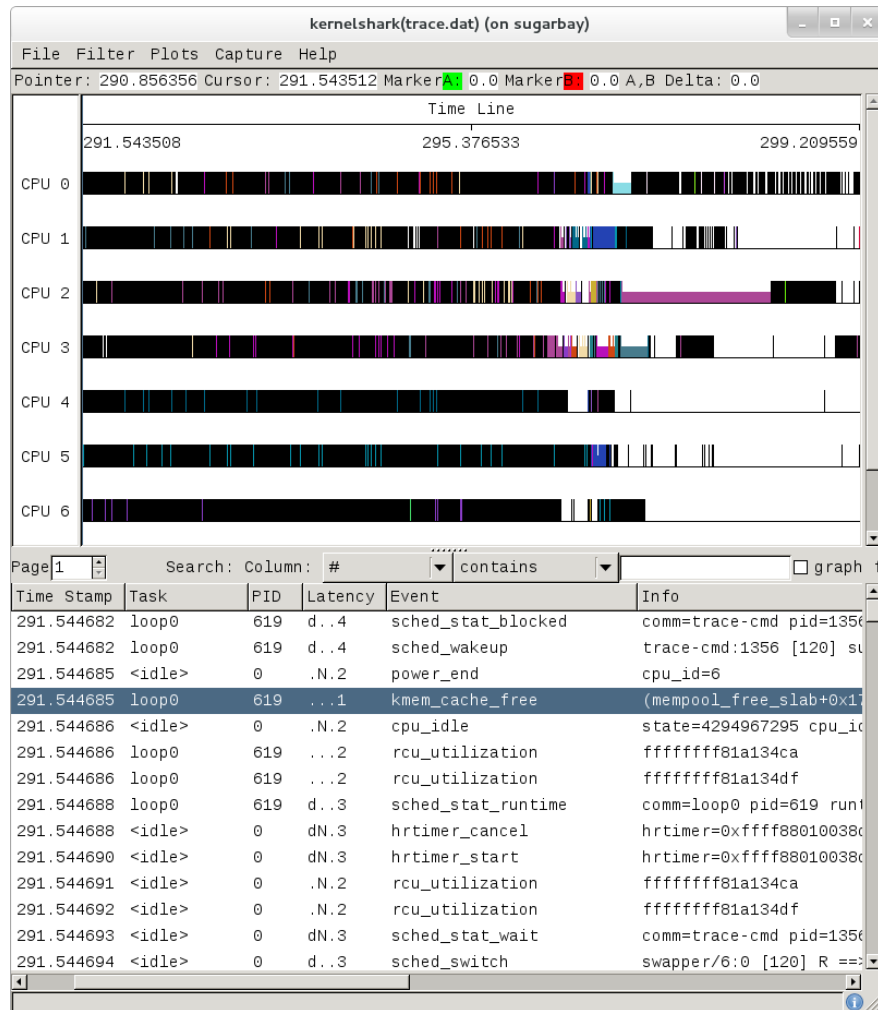 kernelshark(trace.dat) (on sugarbay)
File Filter Plots Capture Help
Pointer: 290.856356 Cursor: 291.543512 MarkerA: 0.0 MarkerB: 0.0 A,B Delta: 0.0
Time Line
291.543508 295.376533 299.209559
CPU 0
CPU 1
CPU 2
CPU 3
CPU 4
CPU 5
CPU 6
Page 1 Search: Column: # contains graph f
Time Stamp Task PID Latency Event Info
291.544682 loop0 619 d..4 sched_stat_blocked comm=trace-cmd pid=1356
291.544682 loop0 619 d..4 sched_wakeup trace-cmd:1356 [120] su
291.544685 <idle> 0 .N.2 power_end cpu_id=6
291.544685 loop0 619 ...1 kmem_cache_free (mempool_free_slab+0x17
291.544686 <idle> 0 .N.2 cpu_idle state=4294967295 cpu_id
291.544686 loop0 619 ...2 rcu_utilization ffffffff81a134ca
291.544686 loop0 619 ...2 rcu_utilization ffffffff81a134df
291.544688 loop0 619 d..3 sched_stat_runtime comm=loop0 pid=619 runt
291.544688 <idle> 0 dN.3 hrtimer_cancel hrtimer=0xffff88010038d
291.544690 <idle> 0 dN.3 hrtimer_start hrtimer=0xffff88010038d
291.544691 <idle> 0 .N.2 rcu_utilization ffffffff81a134ca
291.544692 <idle> 0 .N.2 rcu_utilization ffffffff81a134df
291.544693 <idle> 0 dN.3 sched_stat_wait comm=trace-cmd pid=1356
291.544694 <idle> 0 d..3 sched_switch swapper/6:0 [120] R ==>